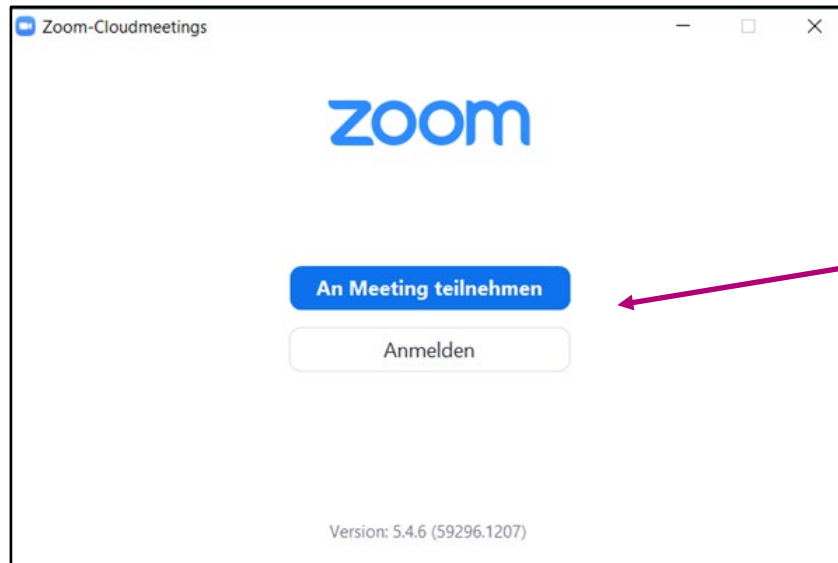 Zoom-Cloudmeetings
zoom
An Meeting teilnehmen
Anmelden
Version: 5.4.6 (59296.1207)